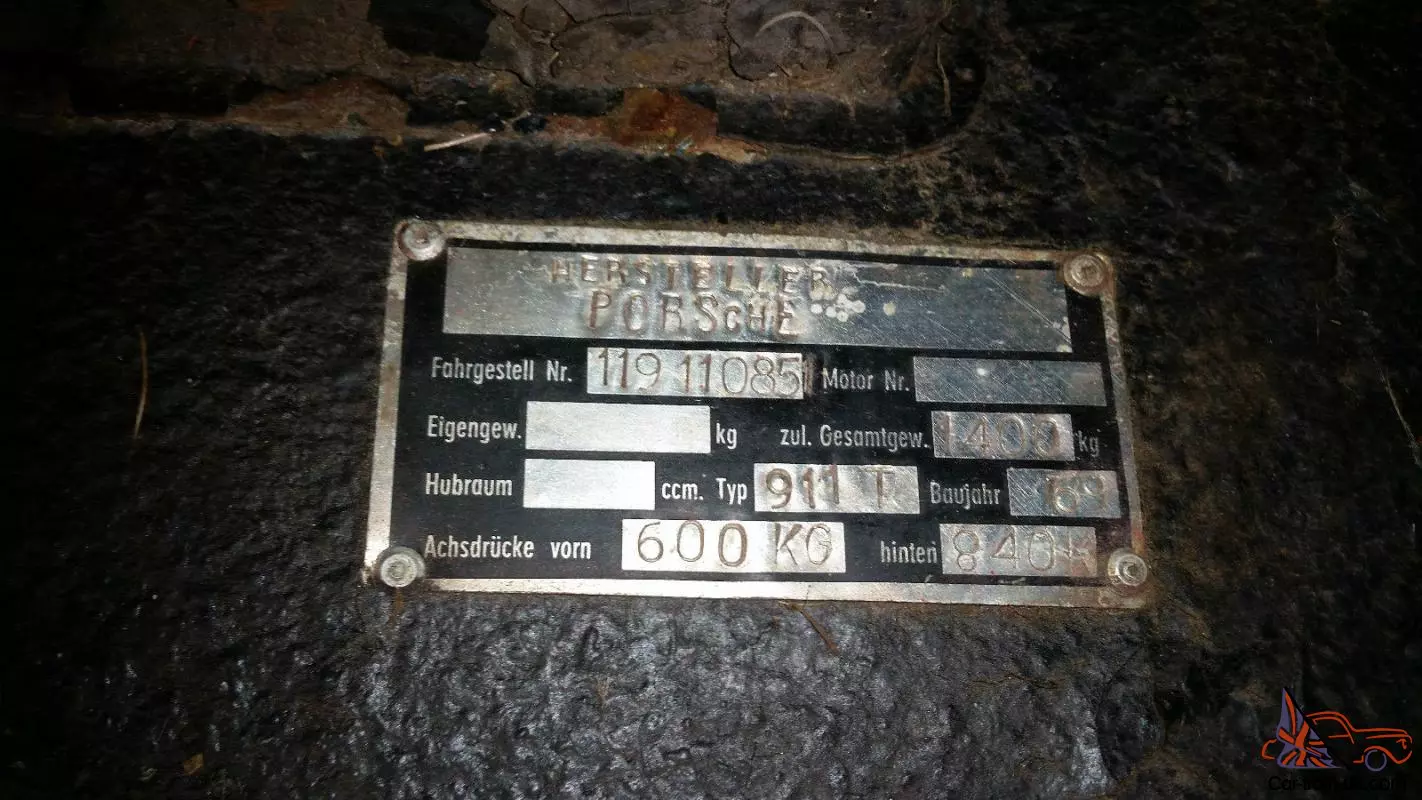 HERSTELLER
PORScHE
Fahrgestell Nr. 119 110851 Motor Nr.
Eigengew. kg zul. Gesamtgew. 1400 kg
Hubraum ccm. Typ 911 T Baujahr 69
Achsdrücke vorn 600 KG hinten 840 K